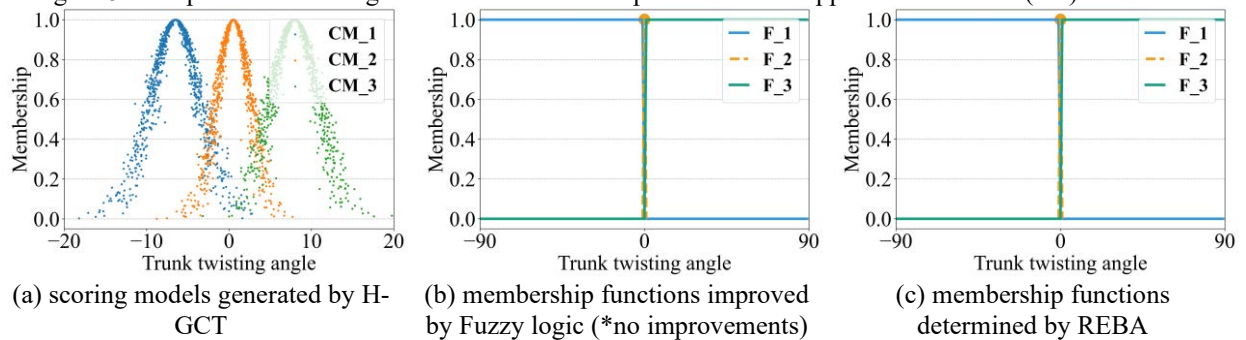 1.0
0.8
0.6
0.4
0.2
0.0
Membership
CM_1
CM_2
CM_3
−20 −10 0 10 20
Trunk twisting angle
(a) scoring models generated by H-
GCT
1.0
0.8
0.6
0.4
0.2
0.0
Membership
F_1
F_2
F_3
−90 0 90
Trunk twisting angle
(b) membership functions improved
by Fuzzy logic (*no improvements)
1.0
0.8
0.6
0.4
0.2
0.0
Membership
F_1
F_2
F_3
−90 0 90
Trunk twisting angle
(c) membership functions
determined by REBA